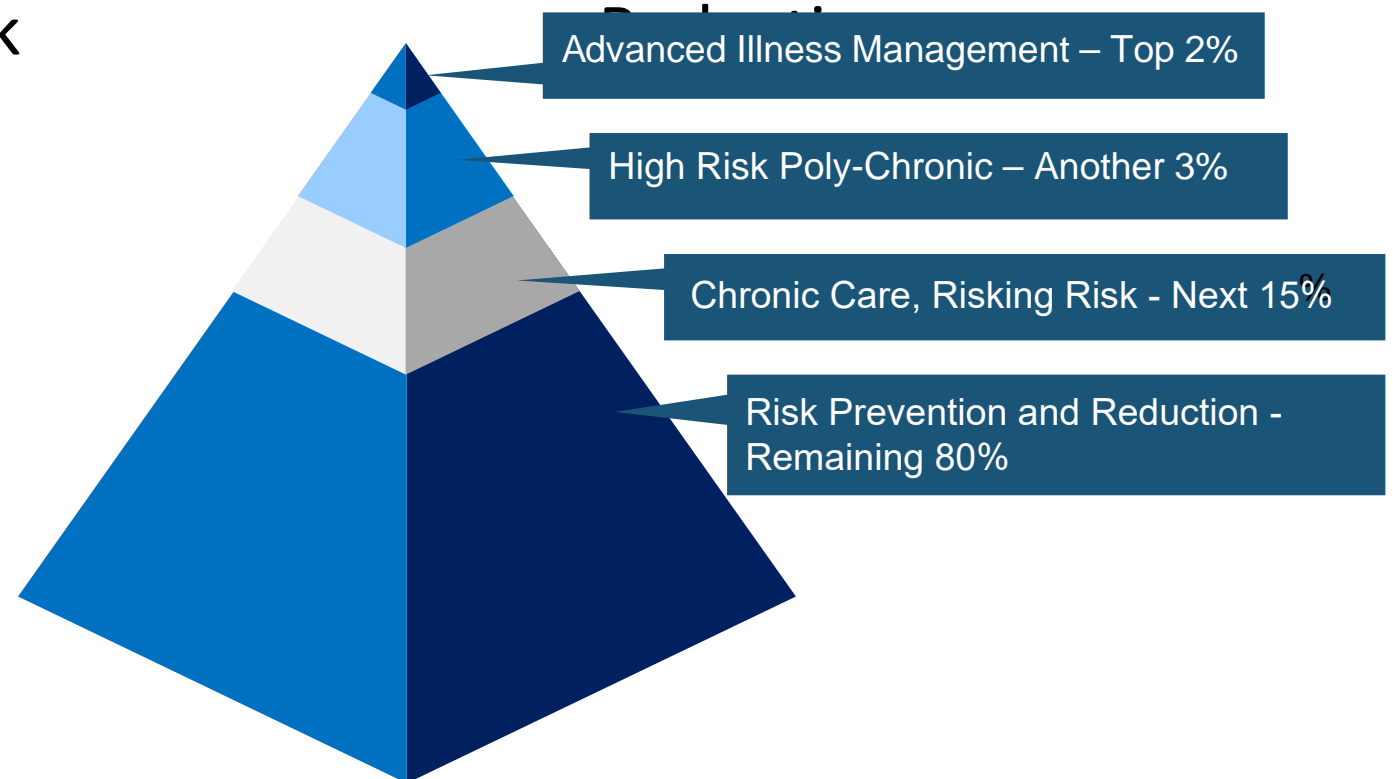 k
Advanced Illness Management – Top 2%
High Risk Poly-Chronic – Another 3%
%
Chronic Care, Risking Risk - Next 15%
Risk Prevention and Reduction -
Remaining 80%